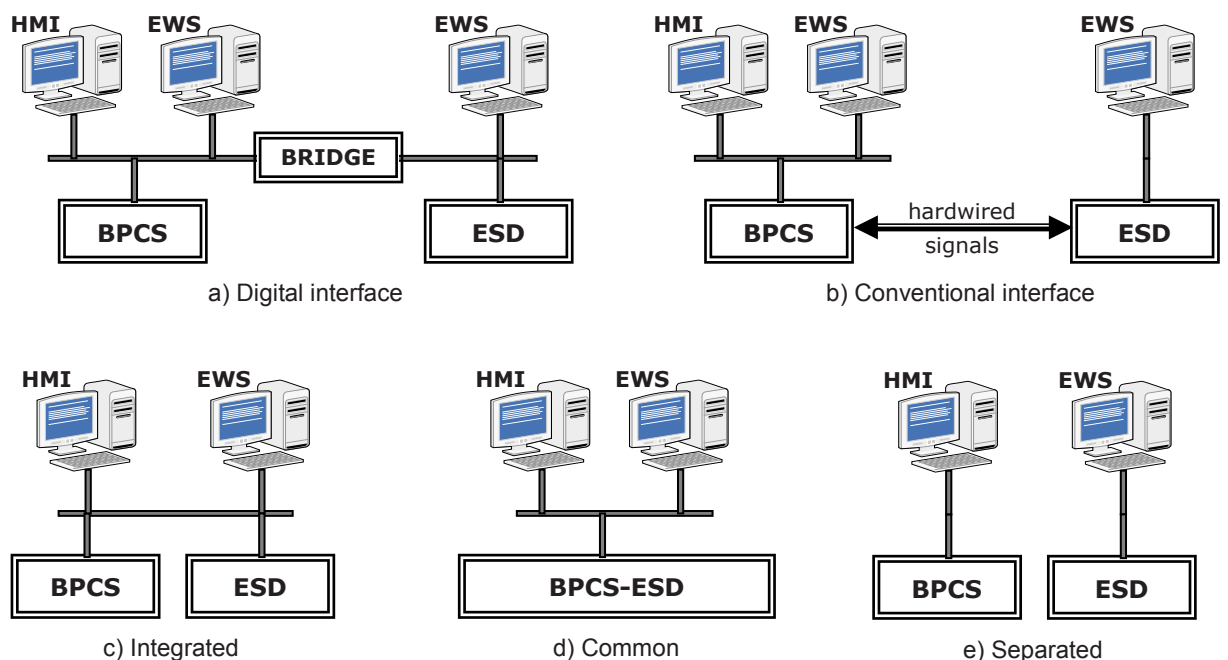 HMI EWS EWS
BRIDGE
BPCS ESD
a) Digital interface
HMI EWS EWS
BPCS hardwired signals ESD
b) Conventional interface
HMI EWS
BPCS ESD
c) Integrated
HMI EWS
BPCS-ESD
d) Common
HMI EWS
BPCS ESD
e) Separated